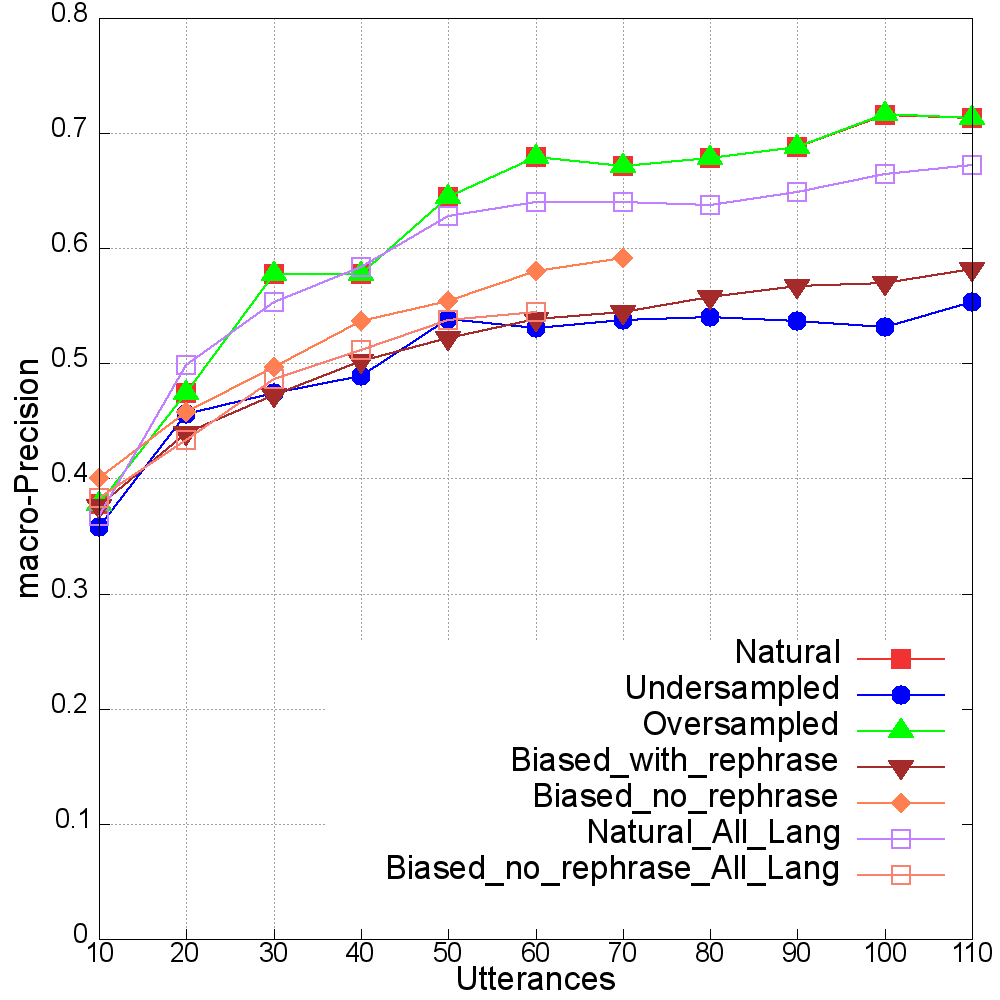 0.8
0.7
0.6
0.5
0.4
0.3
0.2
0.1
0
macro-Precision
Natural
Undersampled
Oversampled
Biased_with_rephrase
Biased_no_rephrase
Natural_All_Lang
Biased_no_rephrase_All_Lang
10 20 30 40 50 60 70 80 90 100 110
Utterances